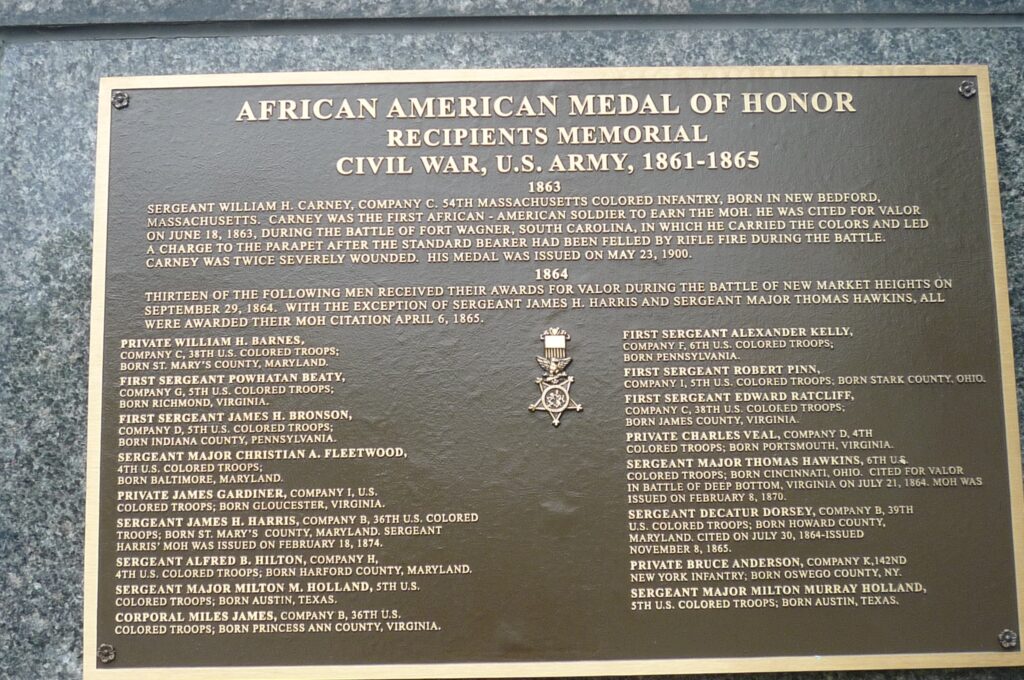 AFRICAN AMERICAN MEDAL OF HONOR
RECIPIENTS MEMORIAL
CIVIL WAR, U.S. ARMY, 1861-1865
1863
SERGEANT WILLIAM H. CARNEY, COMPANY C. 54TH MASSACHUSETTS COLORED INFANTRY, BORN IN NEW BEDFORD,
MASSACHUSETTS. CARNEY WAS THE FIRST AFRICAN - AMERICAN SOLDIER TO EARN THE MOH. HE WAS CITED FOR VALOR
ON JUNE 18, 1863, DURING THE BATTLE OF FORT WAGNER, SOUTH CAROLINA, IN WHICH HE CARRIED THE COLORS AND LED
A CHARGE TO THE PARAPET AFTER THE STANDARD BEARER HAD BEEN FELLED BY RIFLE FIRE DURING THE BATTLE.
CARNEY WAS TWICE SEVERELY WOUNDED. HIS MEDAL WAS ISSUED ON MAY 23, 1900.
1864
THIRTEEN OF THE FOLLOWING MEN RECEIVED THEIR AWARDS FOR VALOR DURING THE BATTLE OF NEW MARKET HEIGHTS ON
SEPTEMBER 29, 1864. WITH THE EXCEPTION OF SERGEANT JAMES H. HARRIS AND SERGEANT MAJOR THOMAS HAWKINS, ALL
WERE AWARDED THEIR MOH CITATION APRIL 6, 1865.
PRIVATE WILLIAM H. BARNES,
COMPANY C, 38TH U.S. COLORED TROOPS;
BORN ST. MARY'S COUNTY, MARYLAND.
FIRST SERGEANT POWHATAN BEATY,
COMPANY G, 5TH U.S. COLORED TROOPS;
BORN RICHMOND, VIRGINIA.
FIRST SERGEANT JAMES H. BRONSON,
COMPANY D, 5TH U.S. COLORED TROOPS;
BORN INDIANA COUNTY, PENNSYLVANIA.
SERGEANT MAJOR CHRISTIAN A. FLEETWOOD,
4TH U.S. COLORED TROOPS;
BORN BALTIMORE, MARYLAND.
PRIVATE JAMES GARDINER, COMPANY I, U.S.
COLORED TROOPS; BORN GLOUCESTER, VIRGINIA.
SERGEANT JAMES H. HARRIS, COMPANY B, 36TH U.S. COLORED
TROOPS; BORN ST. MARY'S COUNTY, MARYLAND. SERGEANT
HARRIS' MOH WAS ISSUED ON FEBRUARY 18, 1874.
SERGEANT ALFRED B. HILTON, COMPANY H,
4TH U.S. COLORED TROOPS; BORN HARFORD COUNTY, MARYLAND.
SERGEANT MAJOR MILTON M. HOLLAND, 5TH U.S.
COLORED TROOPS; BORN AUSTIN, TEXAS.
CORPORAL MILES JAMES, COMPANY B, 36TH U.S.
COLORED TROOPS; BORN PRINCESS ANN COUNTY, VIRGINIA.
FIRST SERGEANT ALEXANDER KELLY,
COMPANY F, 6TH U.S. COLORED TROOPS;
BORN PENNSYLVANIA.
FIRST SERGEANT ROBERT PINN,
COMPANY I, 5TH U.S. COLORED TROOPS; BORN STARK COUNTY, OHIO.
FIRST SERGEANT EDWARD RATCLIFF,
COMPANY C, 38TH U.S. COLORED TROOPS;
BORN JAMES COUNTY, VIRGINIA.
PRIVATE CHARLES VEAL, COMPANY D, 4TH
COLORED TROOPS; BORN PORTSMOUTH, VIRGINIA.
SERGEANT MAJOR THOMAS HAWKINS, 6TH U.S.
COLORED TROOPS; BORN CINCINNATI, OHIO. CITED FOR VALOR
IN BATTLE OF DEEP BOTTOM, VIRGINIA ON JULY 21, 1864. MOH WAS
ISSUED ON FEBRUARY 8, 1870.
SERGEANT DECATUR DORSEY, COMPANY B, 39TH
U.S. COLORED TROOPS; BORN HOWARD COUNTY,
MARYLAND. CITED ON JULY 30, 1864-ISSUED
NOVEMBER 8, 1865.
PRIVATE BRUCE ANDERSON, COMPANY K,142ND
NEW YORK INFANTRY; BORN OSWEGO COUNTY, NY.
SERGEANT MAJOR MILTON MURRAY HOLLAND,
5TH U.S. COLORED TROOPS; BORN AUSTIN, TEXAS.